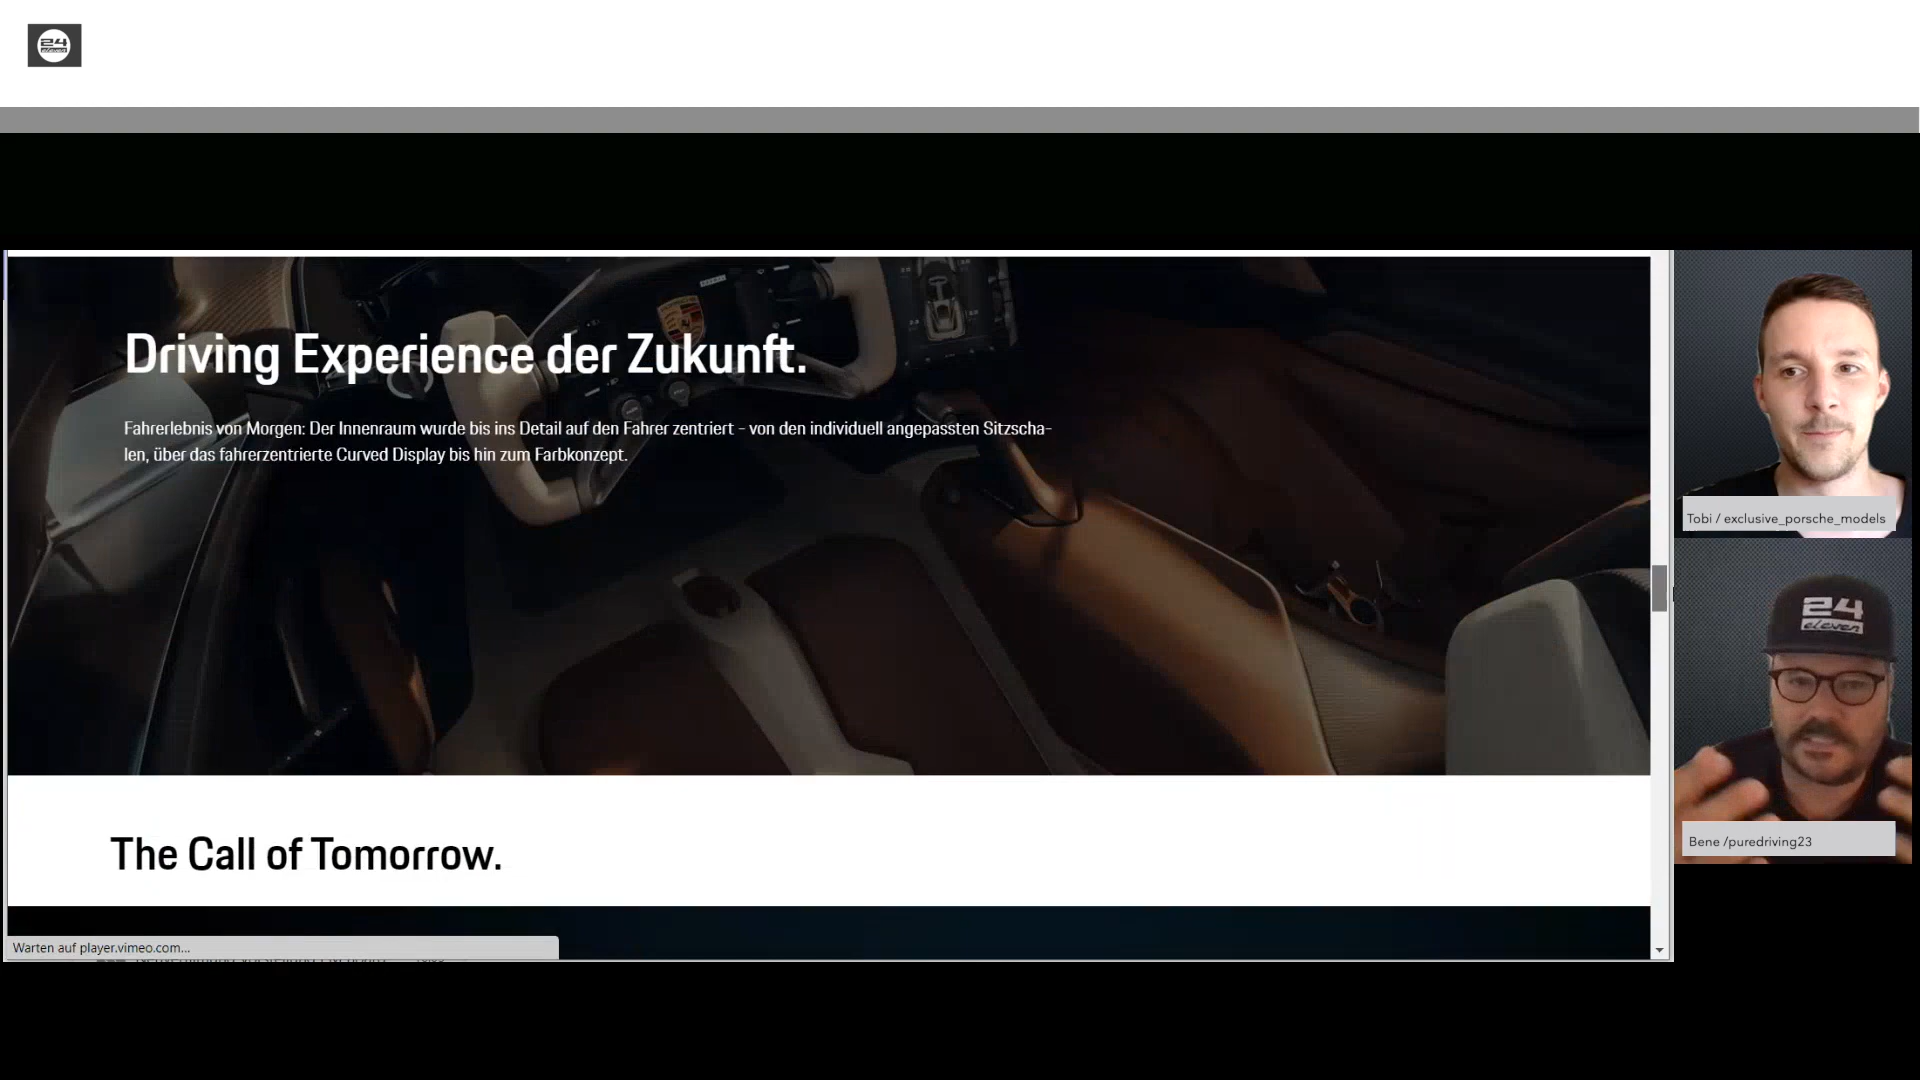 24
eleven
Driving Experience der Zukunft.
Fahrerlebnis von Morgen: Der Innenraum wurde bis ins Detail auf den Fahrer zentriert - von den individuell angepassten Sitzscha-
len, über das fahrerzentrierte Curved Display bis hin zum Farbkonzept.
The Call of Tomorrow.
Warten auf player.vimeo.com...
Tobi / exclusive_porsche_models
24
eleven
Bene /puredriving23